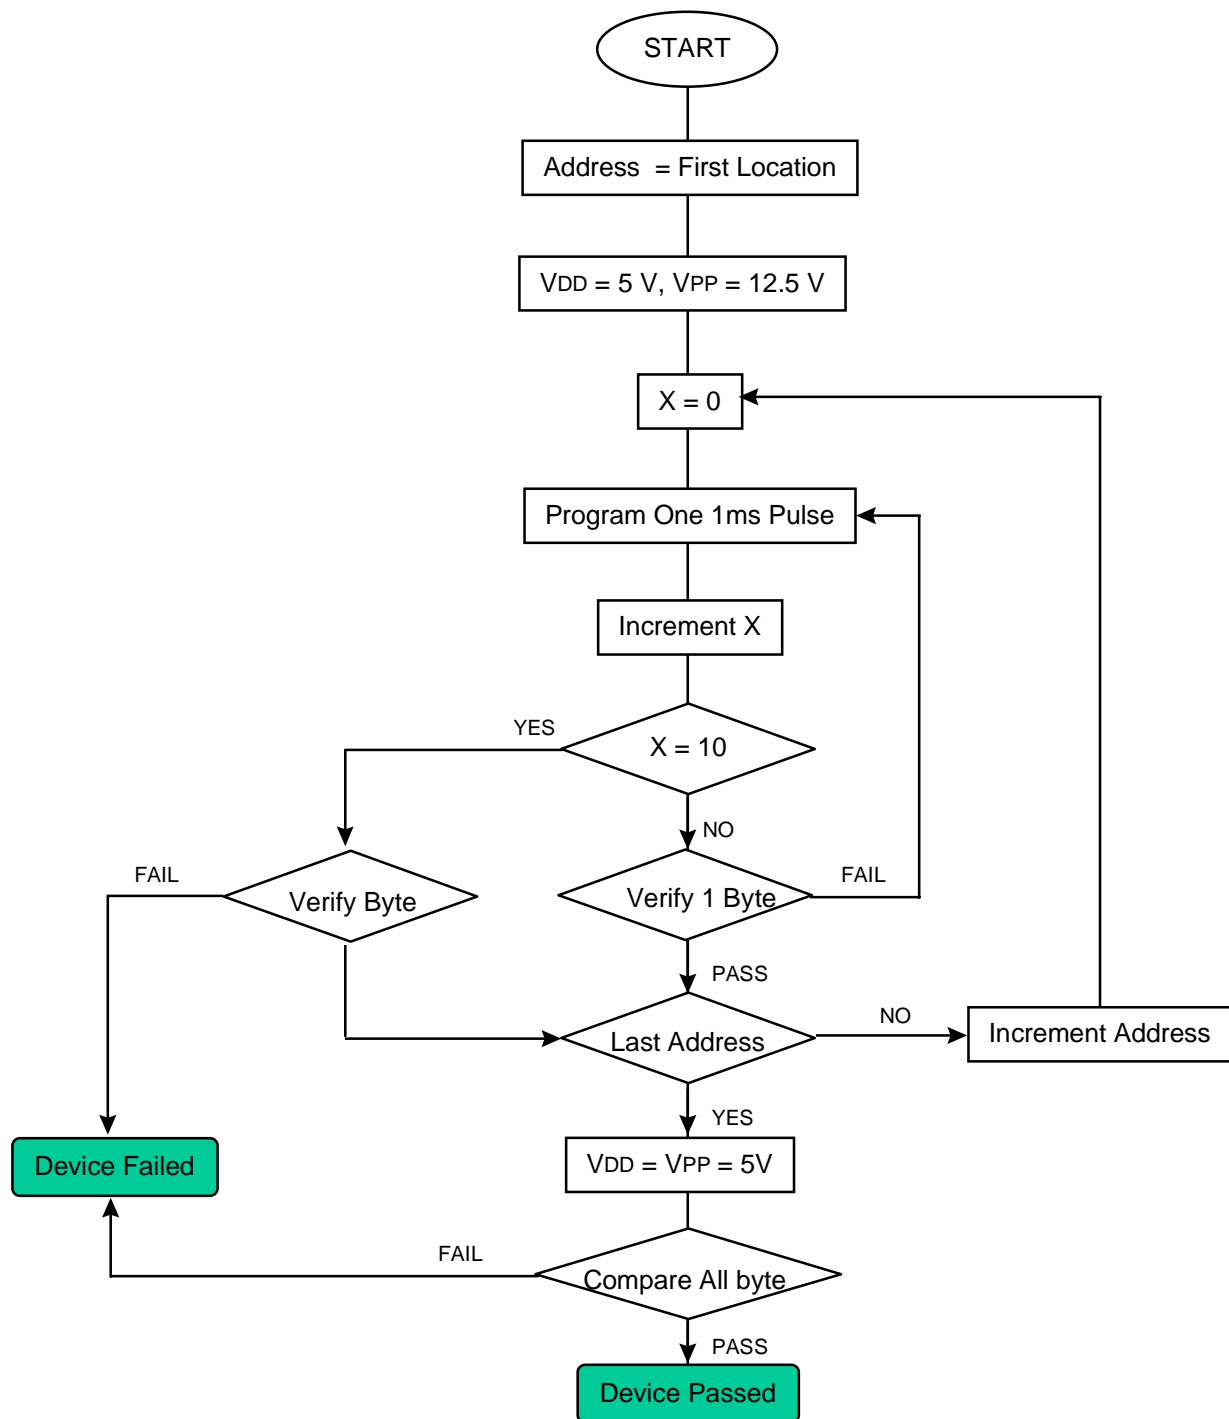 START
Address  = First Location
VDD = 5 V, VPP = 12.5 V
X = 0
Program One 1ms Pulse
Increment X
YES
X = 10
NO
FAIL
Verify Byte
Verify 1 Byte
FAIL
PASS
Last Address
NO
Increment Address
YES
Device Failed
VDD = VPP = 5V
FAIL
Compare All byte
PASS
Device Passed